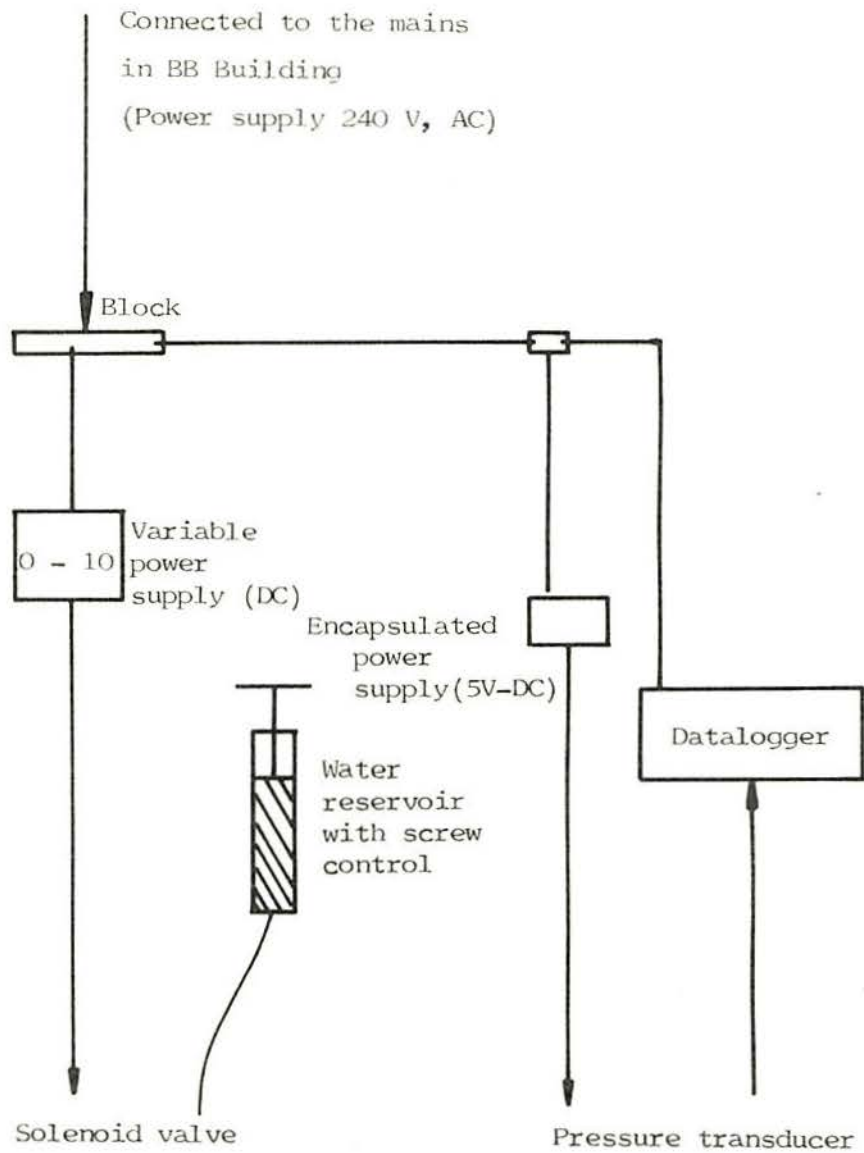 Connected to the mains
in BB Building
(Power supply 240 V, AC)
Block
0 - 10
Variable
power
supply (DC)
Encapsulated
power
supply(5V-DC)
Datalogger
Water
reservoir
with screw
control
Solenoid valve
Pressure transducer